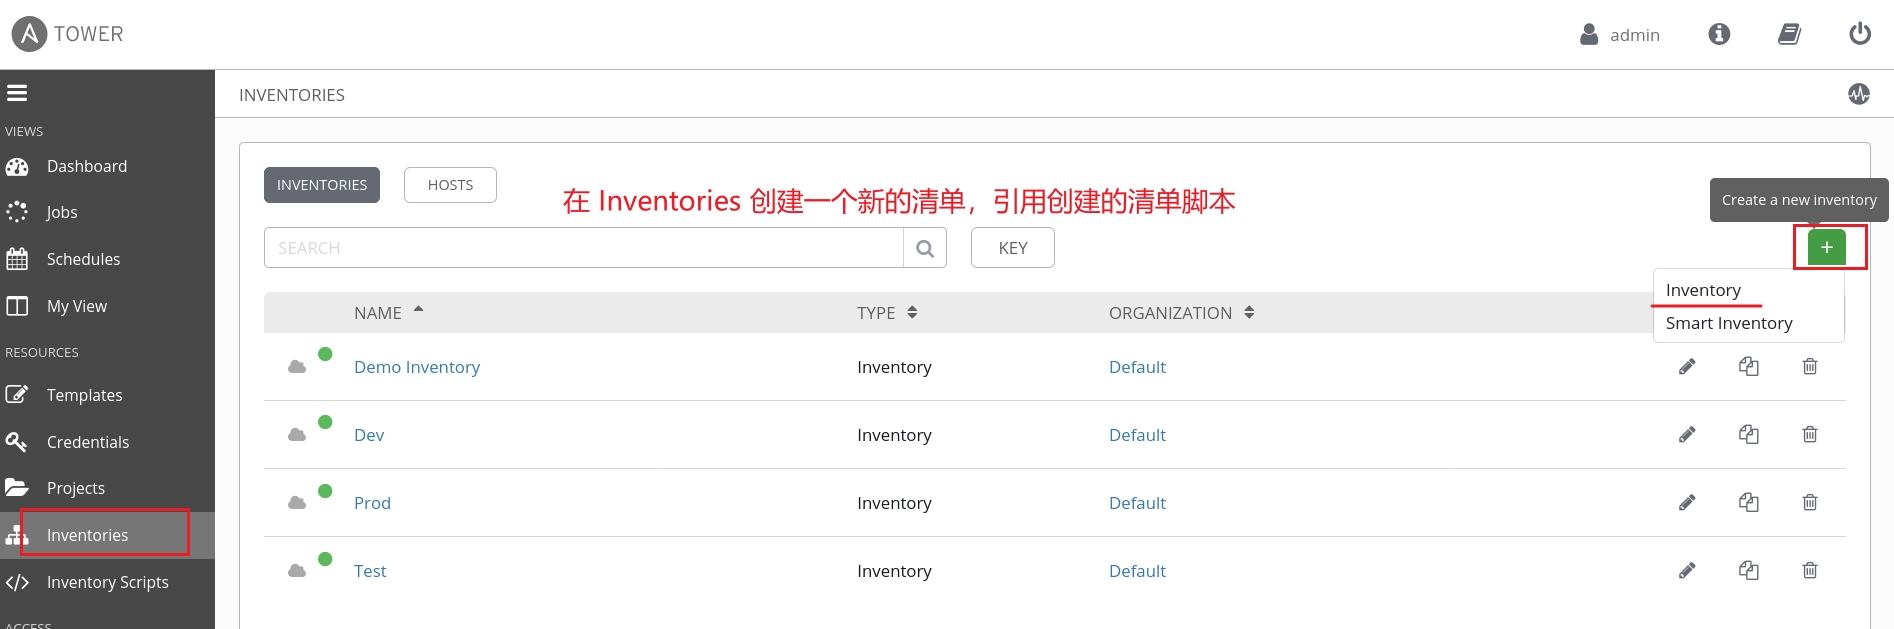 TOWER
admin
INVENTORIES
VIEWS
Dashboard
Jobs
Schedules
My View
RESOURCES
Templates
Credentials
Projects
Inventories
Inventory Scripts
ACCESS
INVENTORIES HOSTS
在 Inventories 创建一个新的清单，引用创建的清单脚本
Create a new inventory
SEARCH KEY
+
Inventory
Smart Inventory
NAME TYPE ORGANIZATION
Demo Inventory Inventory Default
Dev Inventory Default
Prod Inventory Default
Test Inventory Default